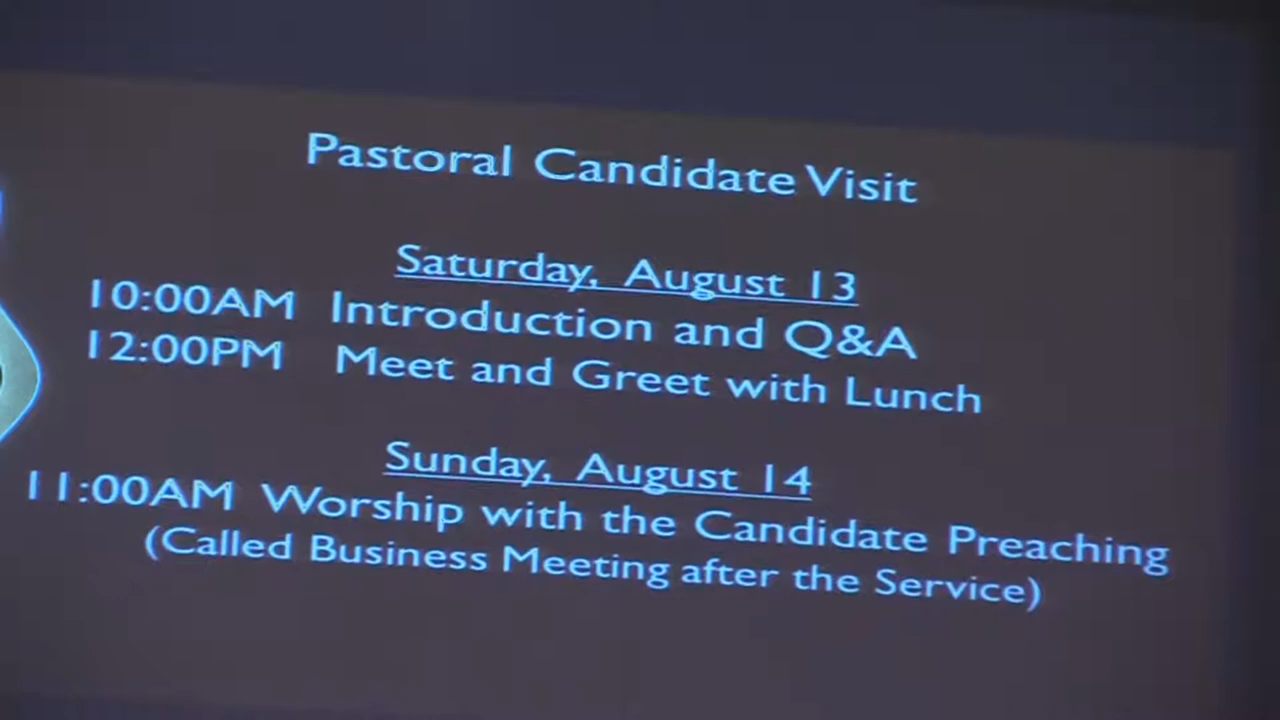 Pastoral Candidate Visit
Saturday, August 13
10:00AM Introduction and Q&A
12:00PM Meet and Greet with Lunch
Sunday, August 14
11:00AM Worship with the Candidate Preaching
(Called Business Meeting after the Service)